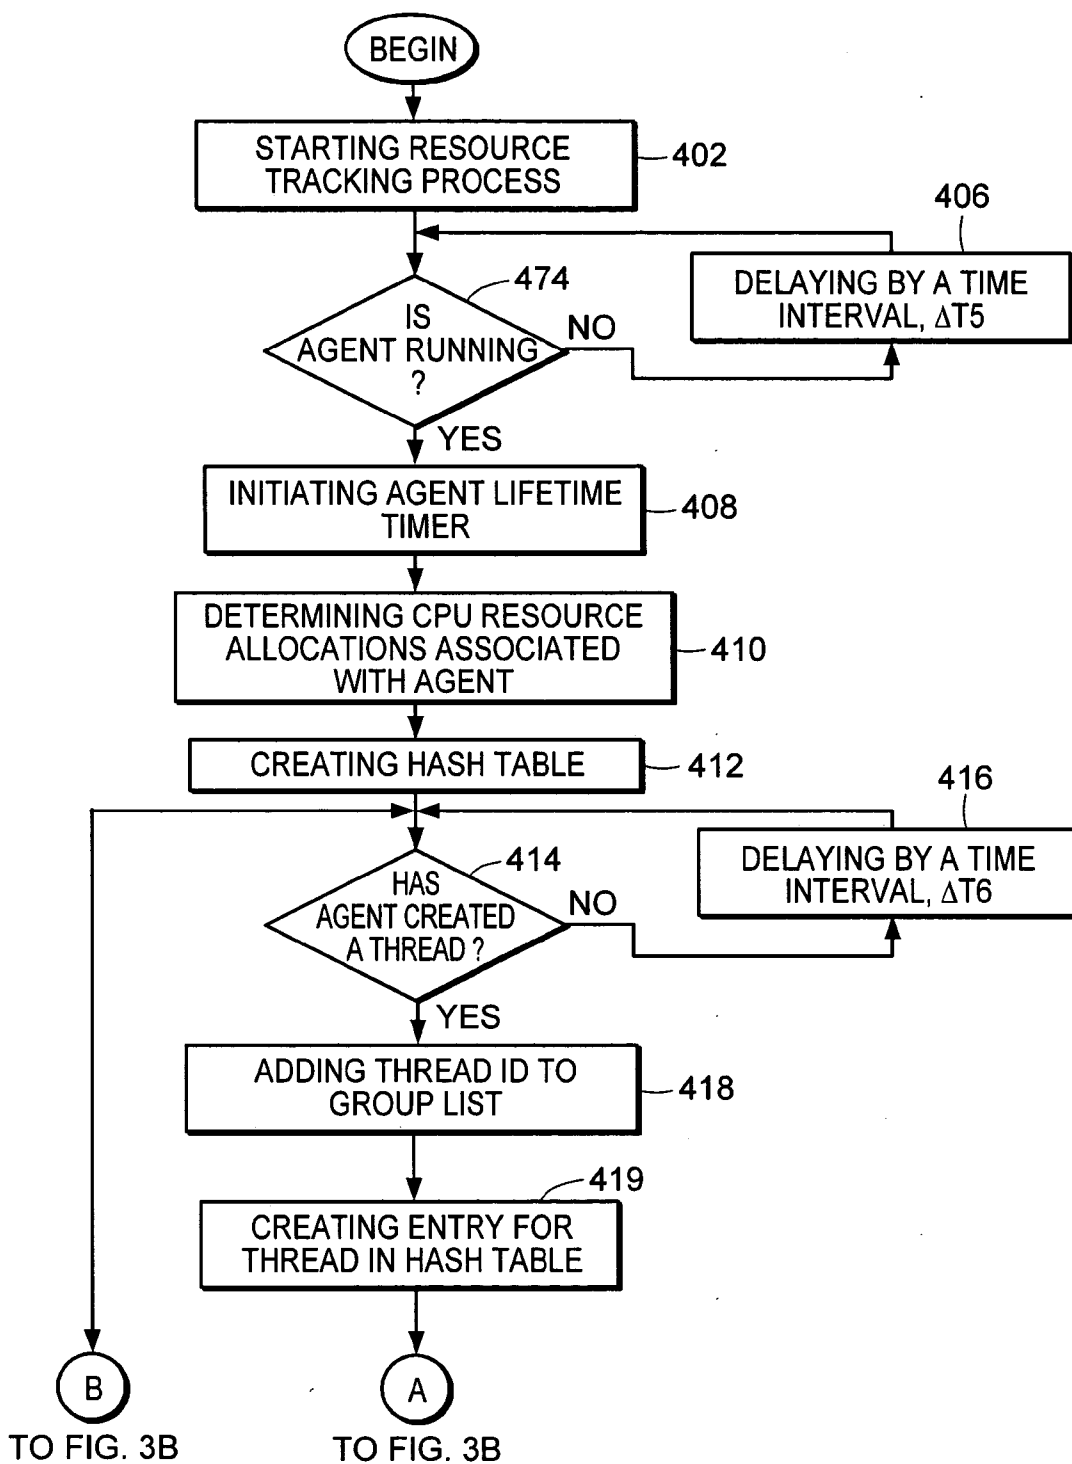 BEGIN
STARTING RESOURCE
TRACKING PROCESS
402
406
DELAYING BY A TIME
INTERVAL, ΔT5
474
IS
AGENT RUNNING
?
NO
YES
INITIATING AGENT LIFETIME
TIMER
408
DETERMINING CPU RESOURCE
ALLOCATIONS ASSOCIATED
WITH AGENT
410
CREATING HASH TABLE
412
416
DELAYING BY A TIME
INTERVAL, ΔT6
414
HAS
AGENT CREATED
A THREAD ?
NO
YES
ADDING THREAD ID TO
GROUP LIST
418
419
CREATING ENTRY FOR
THREAD IN HASH TABLE
B
A
TO FIG. 3B
TO FIG. 3B